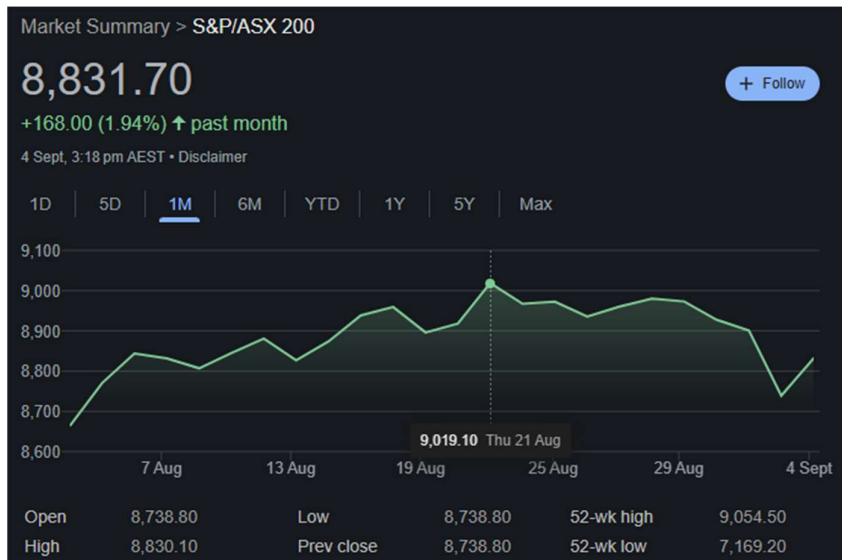 Market Summary > S&P/ASX 200
8,831.70
+ Follow
+168.00 (1.94%) ↑ past month
4 Sept, 3:18 pm AEST • Disclaimer
1D 5D 1M 6M YTD 1Y 5Y Max
9,100
9,000
8,900
8,800
8,700
8,600
9,019.10 Thu 21 Aug
7 Aug 13 Aug 19 Aug 25 Aug 29 Aug 4 Sept
Open 8,738.80 Low 8,738.80 52-wk high 9,054.50
High 8,830.10 Prev close 8,738.80 52-wk low 7,169.20